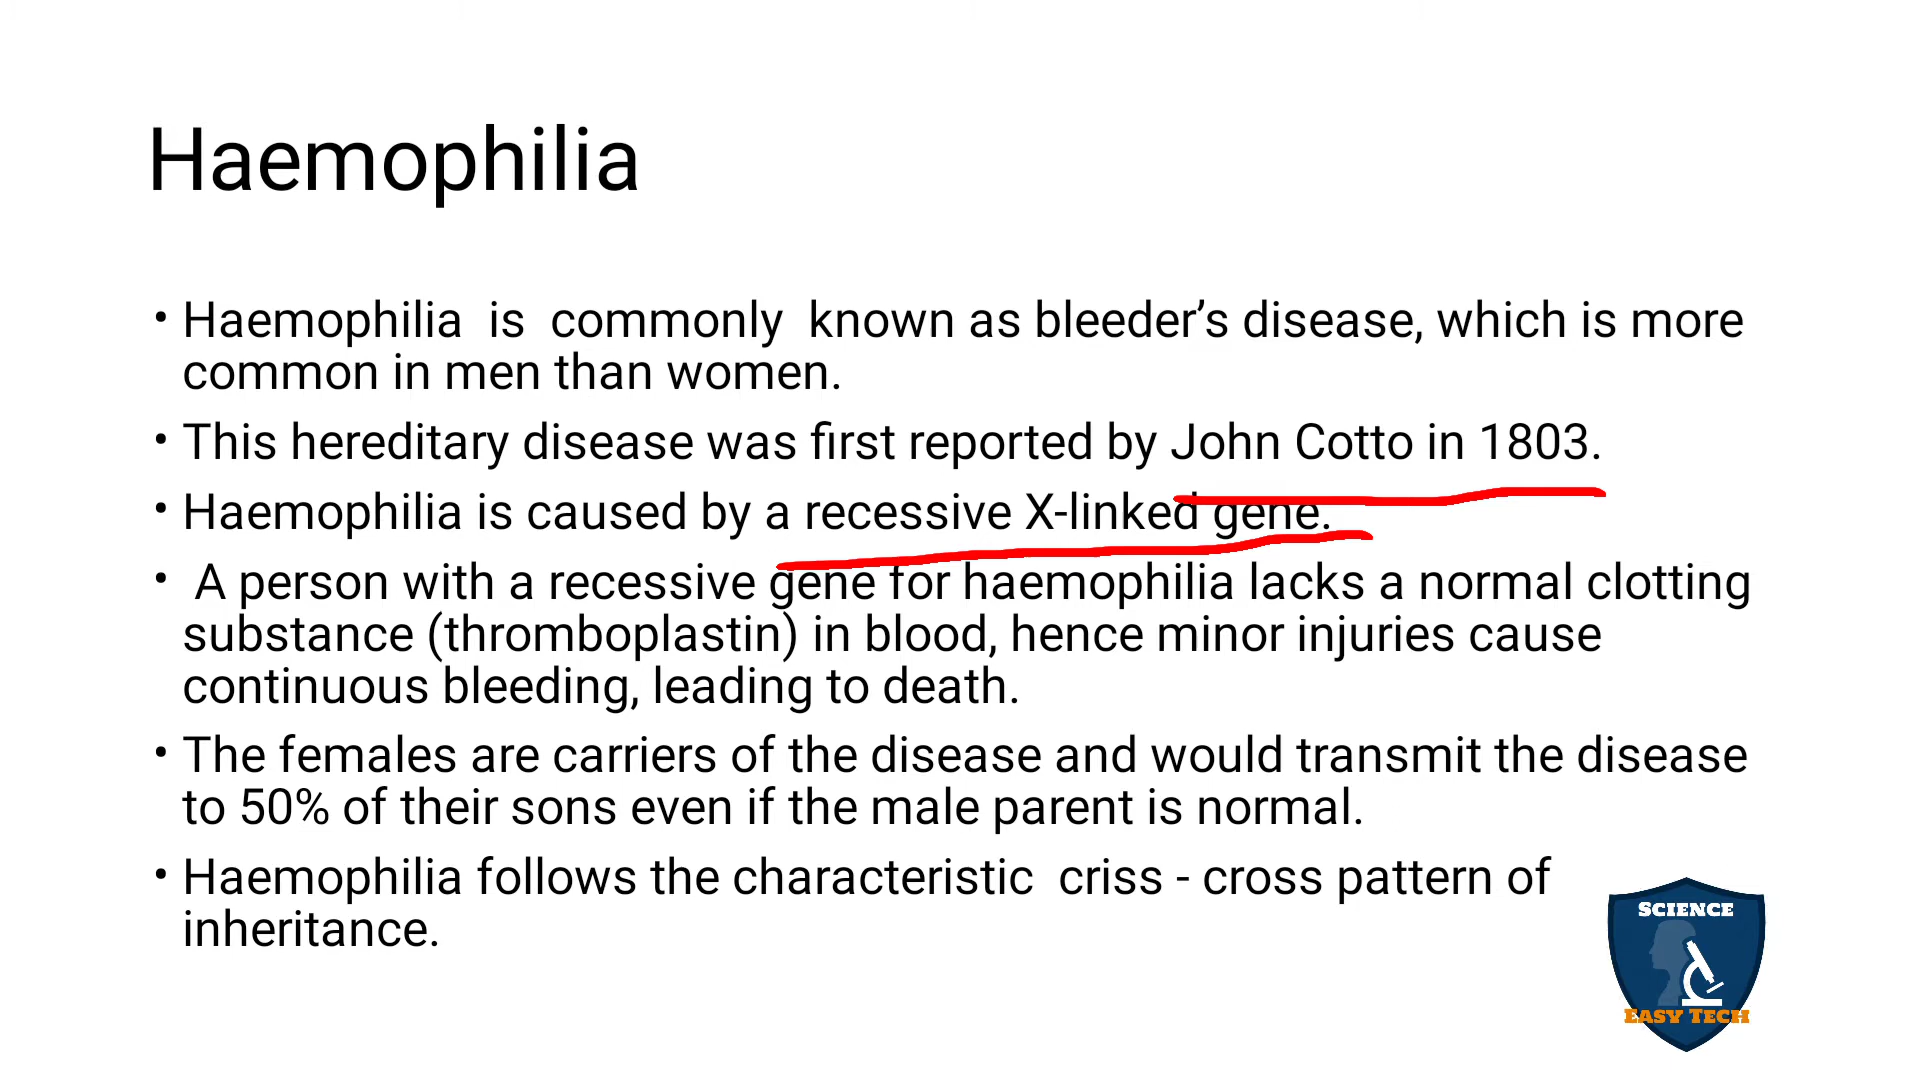 Haemophilia
• Haemophilia is commonly known as bleeder’s disease, which is more
common in men than women.
• This hereditary disease was first reported by John Cotto in 1803.
• Haemophilia is caused by a recessive X-linked gene.
• A person with a recessive gene for haemophilia lacks a normal clotting
substance (thromboplastin) in blood, hence minor injuries cause
continuous bleeding, leading to death.
• The females are carriers of the disease and would transmit the disease
to 50% of their sons even if the male parent is normal.
• Haemophilia follows the characteristic criss - cross pattern of
inheritance.
SCIENCE
EASY TECH